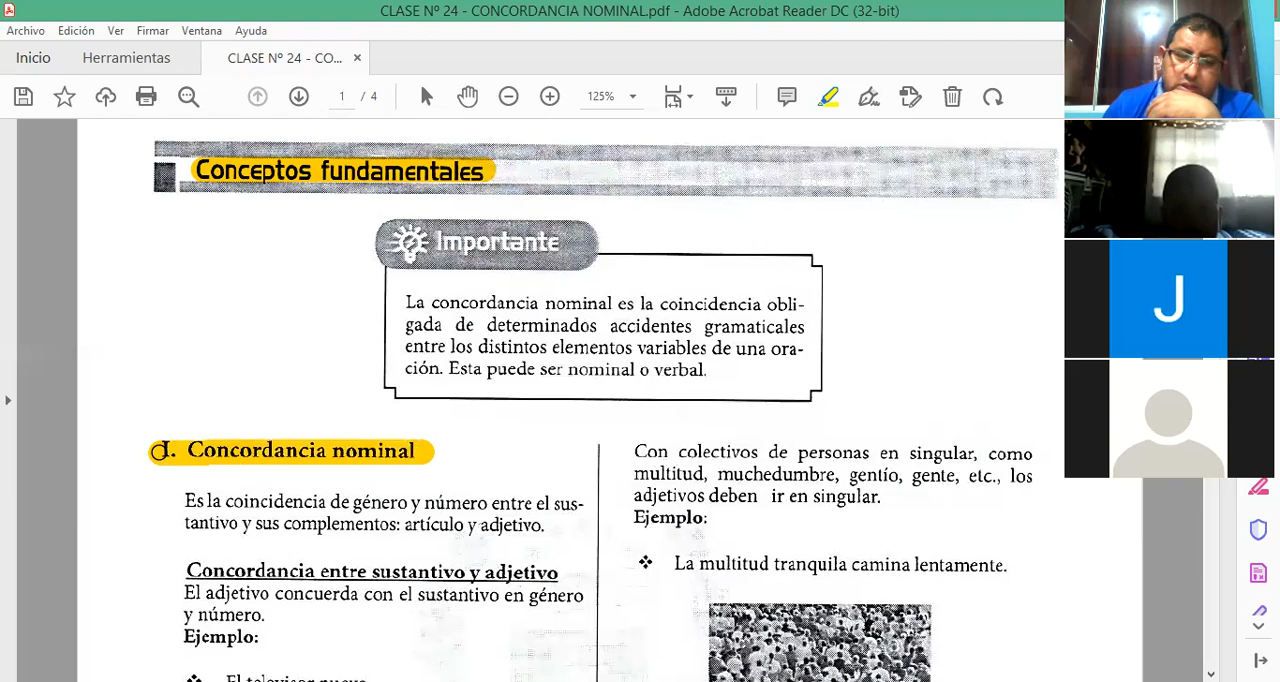 CLASE Nº 24 - CONCORDANCIA NOMINAL.pdf - Adobe Acrobat Reader DC (32-bit)
Archivo Edición Ver Firmar Ventana Ayuda
Inicio Herramientas CLASE Nº 24 - CO... ×
1 / 4 125%
Conceptos fundamentales
Importante
La concordancia nominal es la coincidencia obli-
gada de determinados accidentes gramaticales
entre los distintos elementos variables de una ora-
ción. Esta puede ser nominal o verbal.
I. Concordancia nominal
Es la coincidencia de género y número entre el sus-
tantivo y sus complementos: artículo y adjetivo.
Concordancia entre sustantivo y adjetivo
El adjetivo concuerda con el sustantivo en género
y número.
Ejemplo:
El televisor nuevo
Con colectivos de personas en singular, como
multitud, muchedumbre, gentío, gente, etc., los
adjetivos deben ir en singular.
Ejemplo:
La multitud tranquila camina lentamente.
J